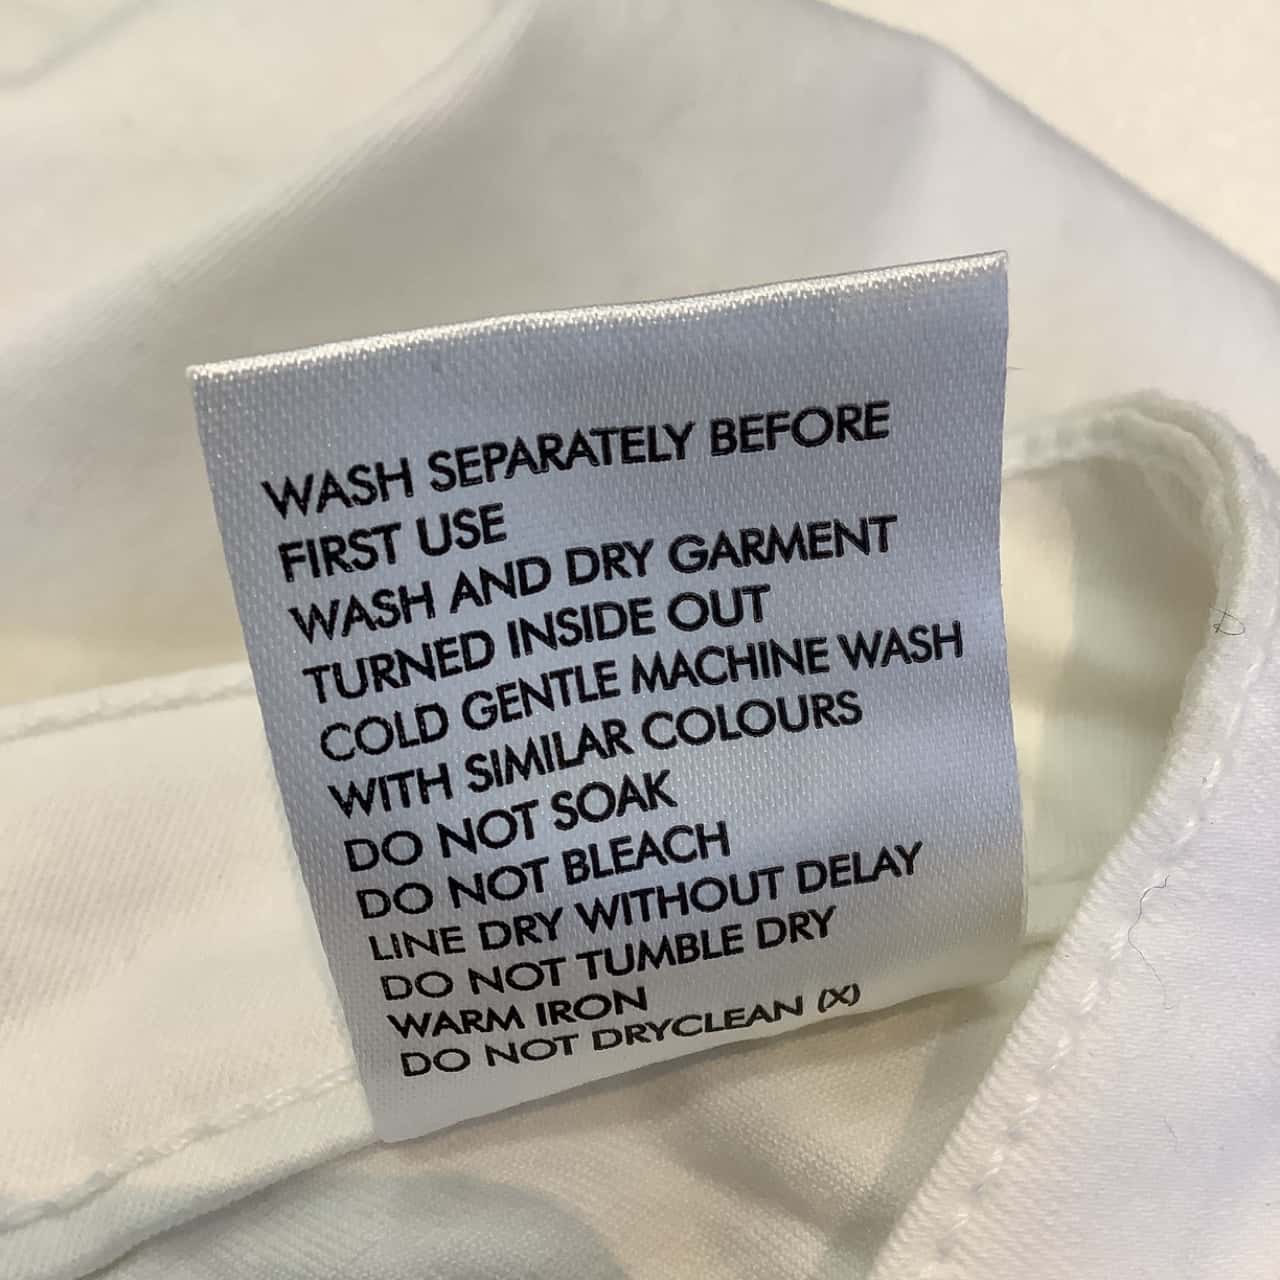 WASH SEPARATELY BEFORE
FIRST USE
WASH AND DRY GARMENT
TURNED INSIDE OUT
COLD GENTLE MACHINE WASH
WITH SIMILAR COLOURS
DO NOT SOAK
DO NOT BLEACH
LINE DRY WITHOUT DELAY
DO NOT TUMBLE DRY
WARM IRON
DO NOT DRYCLEAN (X)